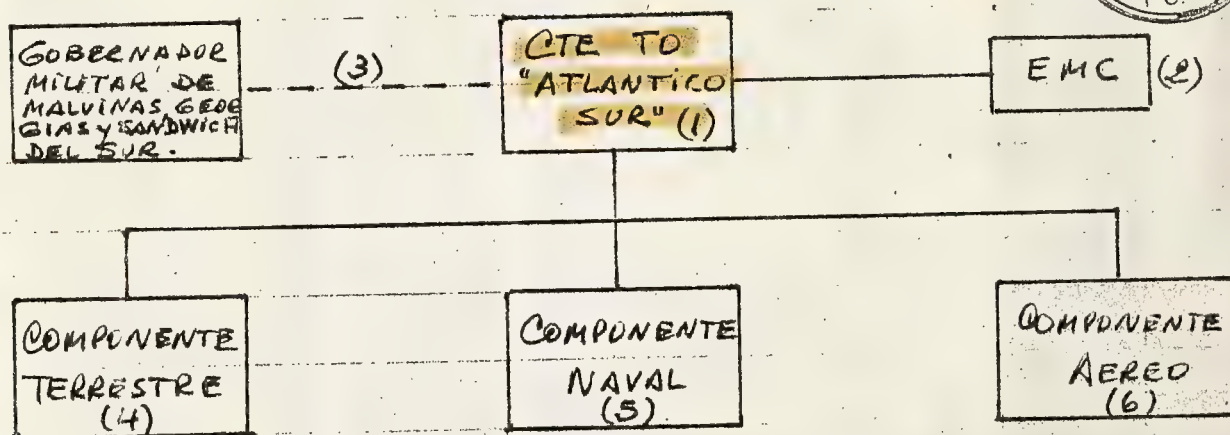 GOBERNADOR
MILITAR DE
MALVINAS, GEOR
GIAS y SANDWICH
DEL SUR.
(3)
CTE TO
"ATLANTICO
SUR" (1)
EMC (2)
COMPONENTE
TERRESTRE
(4)
COMPONENTE
NAVAL
(5)
COMPONENTE
AEREO
(6)